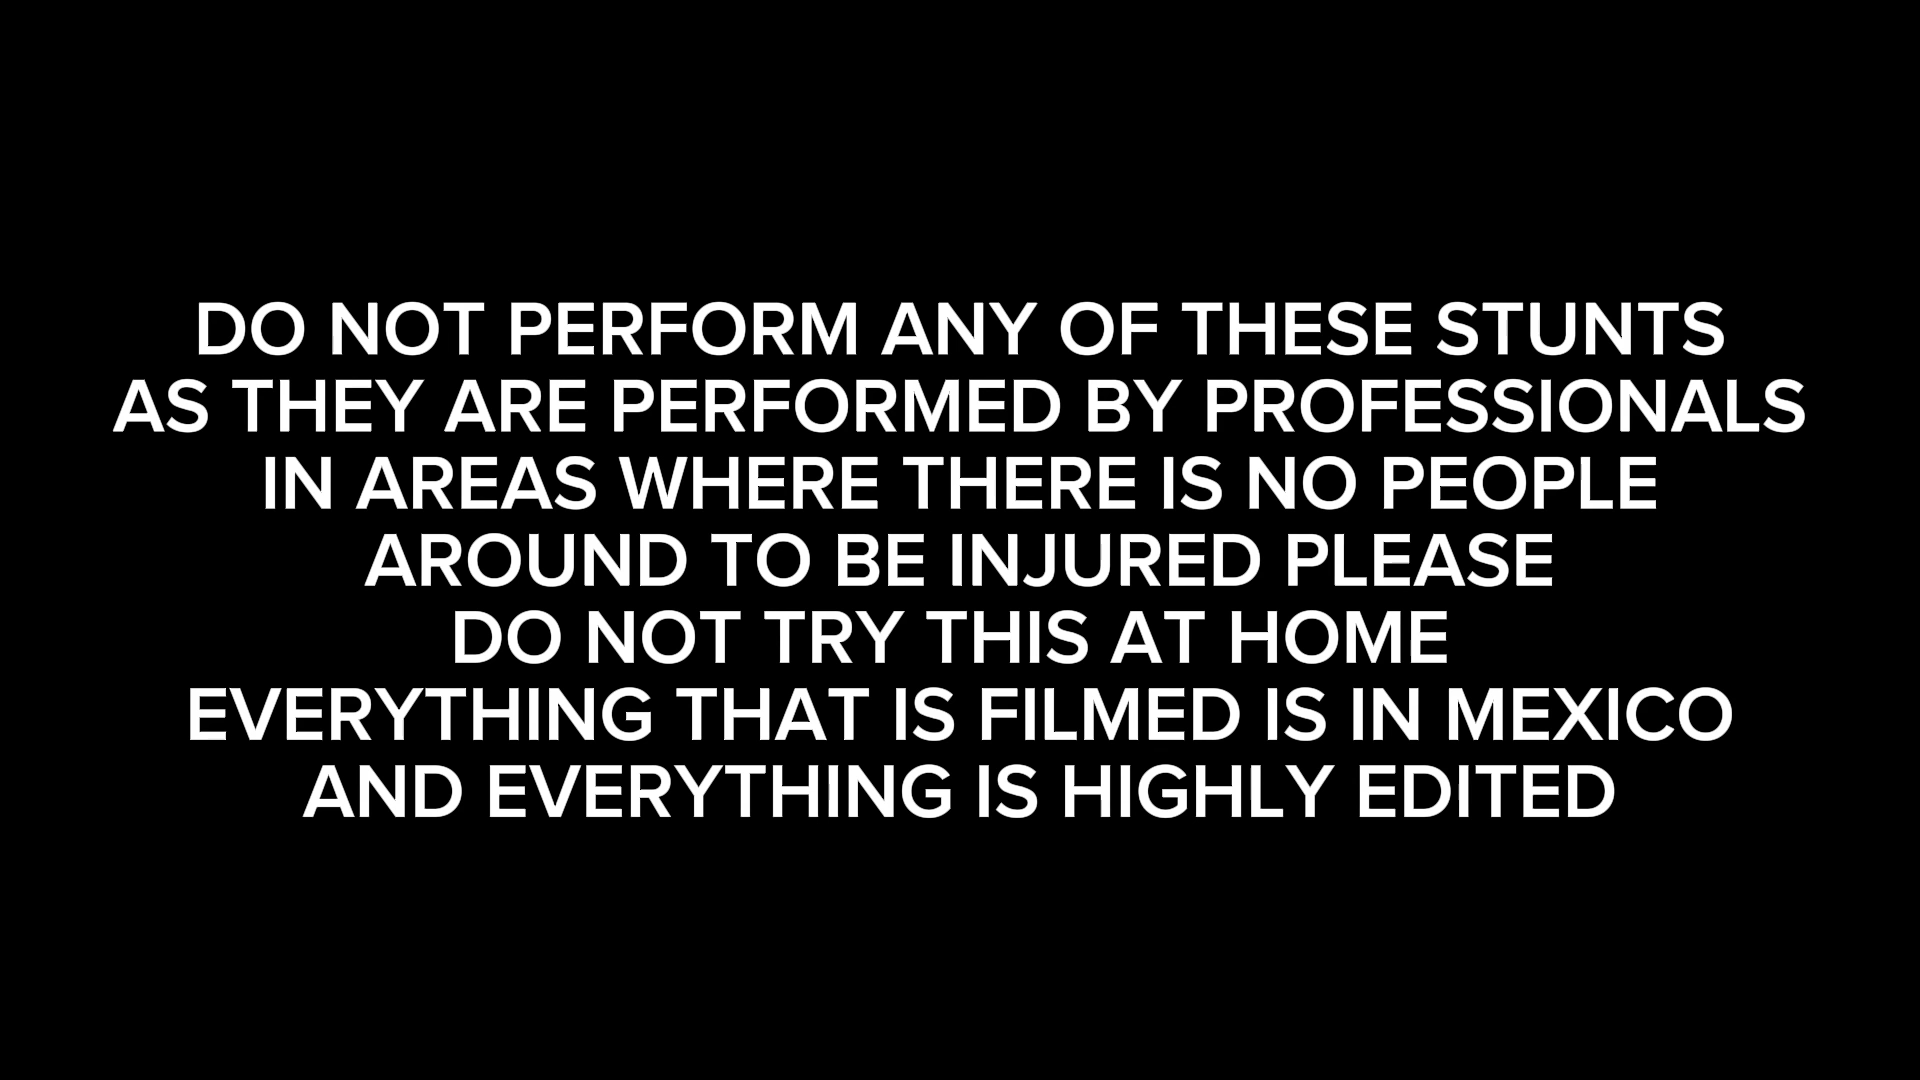 DO NOT PERFORM ANY OF THESE STUNTS
AS THEY ARE PERFORMED BY PROFESSIONALS
IN AREAS WHERE THERE IS NO PEOPLE
AROUND TO BE INJURED PLEASE
DO NOT TRY THIS AT HOME
EVERYTHING THAT IS FILMED IS IN MEXICO
AND EVERYTHING IS HIGHLY EDITED